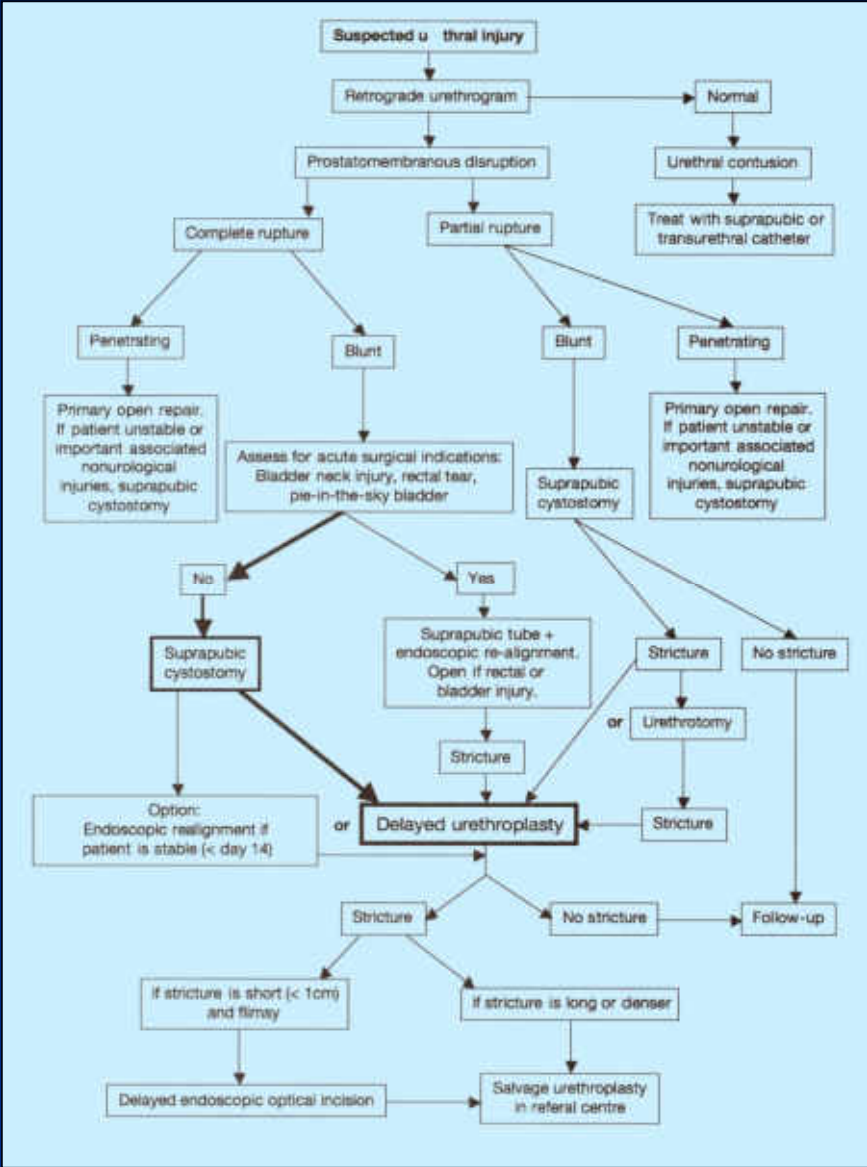 Suspected u thral injury
Retrograde urethrogram
Normal
Prostatomembranous disruption
Urethral contusion
Complete rupture
Partial rupture
Treat with suprapubic or
transurethral catheter
Penetrating
Blunt
Blunt
Penetrating
Primary open repair.
If patient unstable or
important associated
nonurological
injuries, suprapubic
cystostomy
Assess for acute surgical indications:
Bladder neck injury, rectal tear,
pie-in-the-sky bladder
Suprapubic
cystostomy
Primary open repair.
If patient unstable or
important associated
nonurological
injuries, suprapubic
cystostomy
No
Yes
Suprapubic
cystostomy
Suprapubic tube +
endoscopic re-alignment.
Open if rectal or
bladder injury.
Stricture
No stricture
or
Urethrotomy
Stricture
Option:
Endoscopic realignment if
patient is stable (< day 14)
or
Delayed urethroplasty
Stricture
Stricture
No stricture
Follow-up
If stricture is short (< 1cm)
and flimay
If stricture is long or denser
Delayed endoscopic optical incision
Salvage urethroplasty
in referal centre